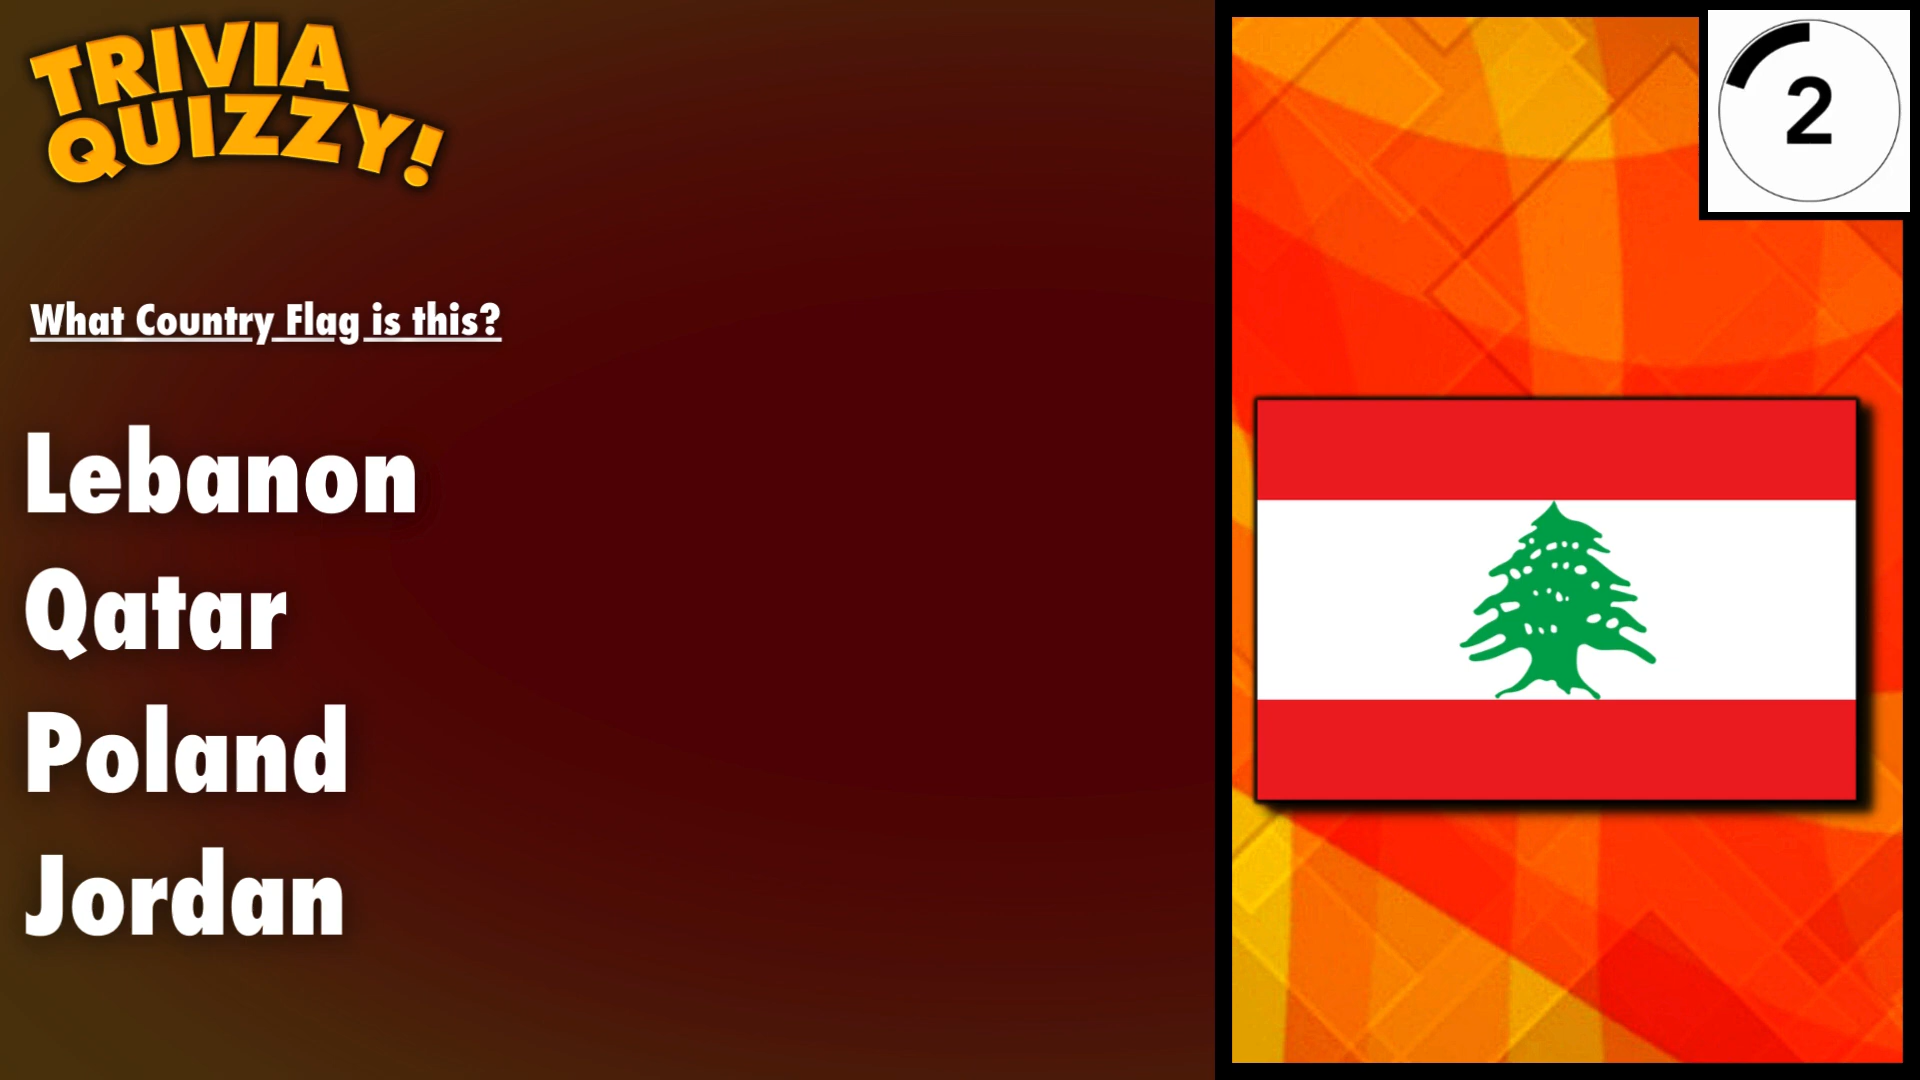 TRIVIA
QUIZZY!
2
What Country Flag is this?
Lebanon
Qatar
Poland
Jordan